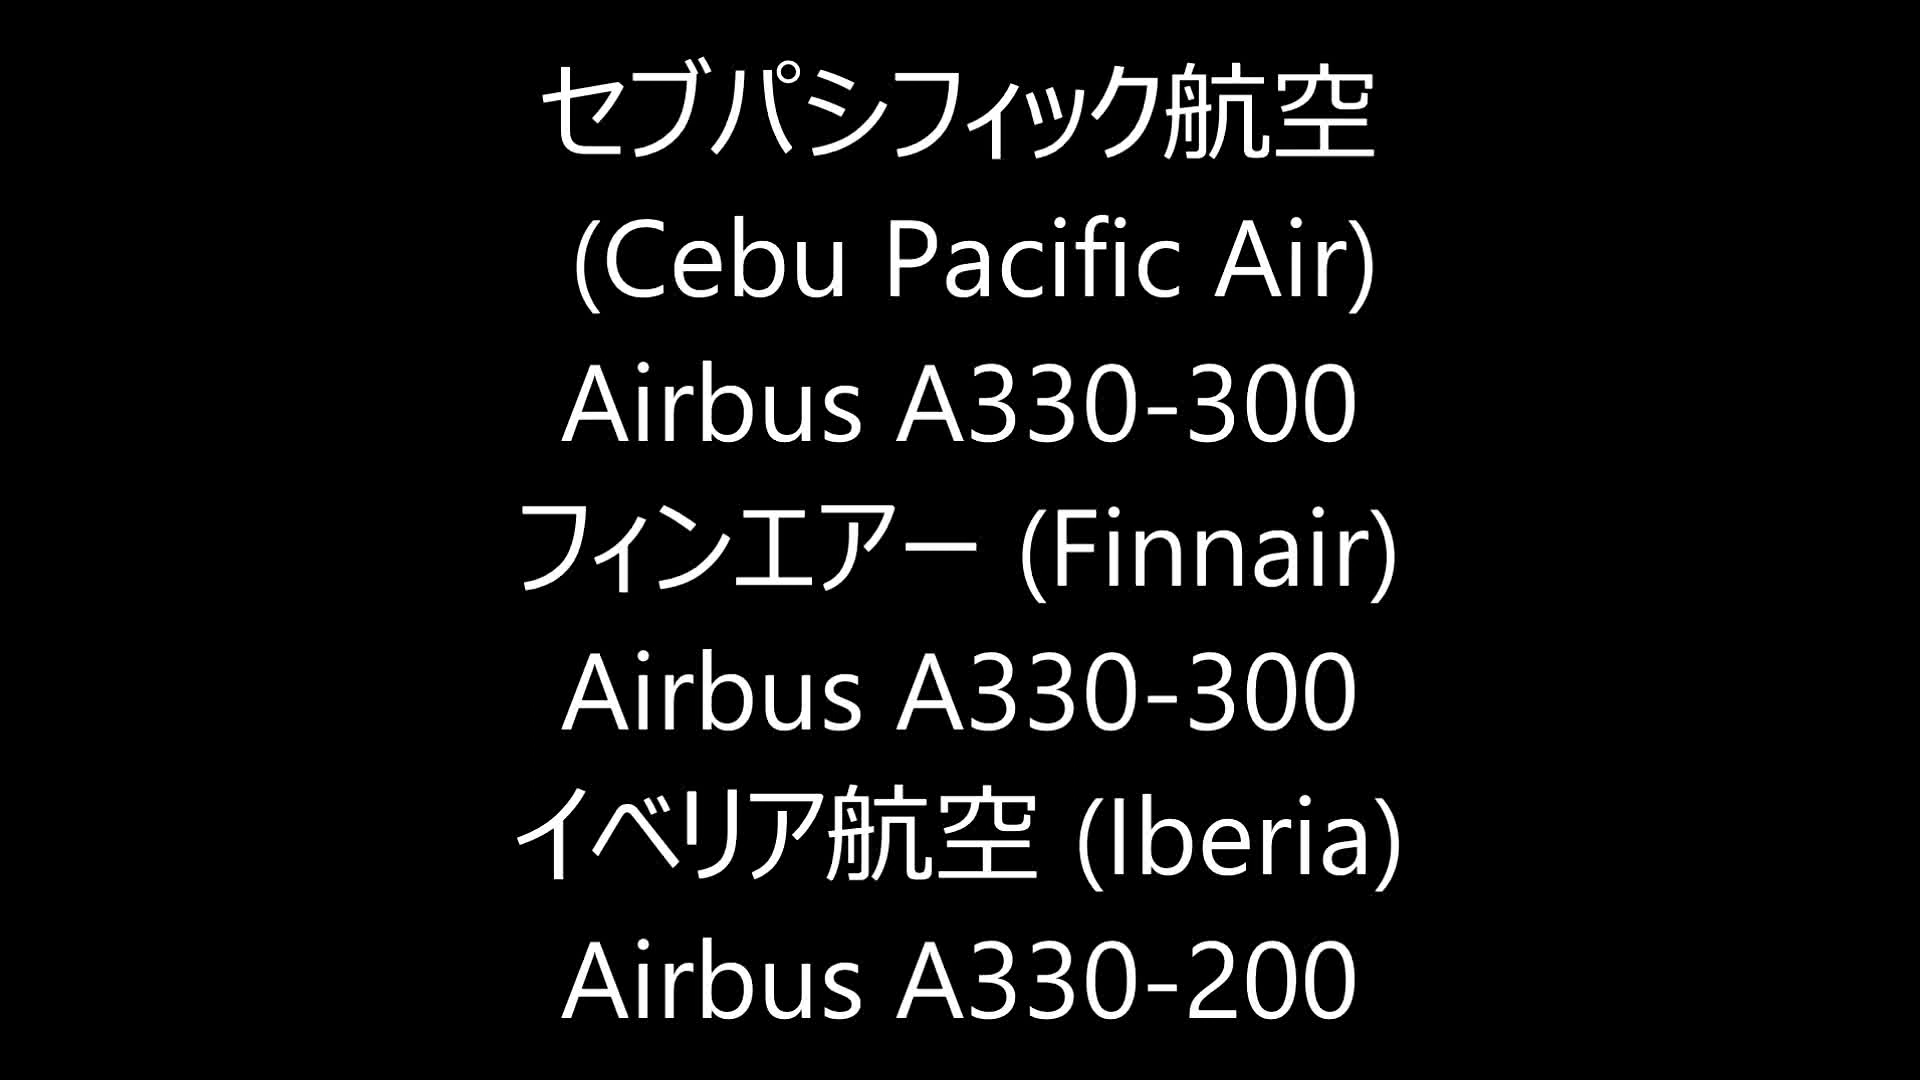 セブパシフィック航空
(Cebu Pacific Air)
Airbus A330-300
フィンエアー (Finnair)
Airbus A330-300
イベリア航空 (Iberia)
Airbus A330-200